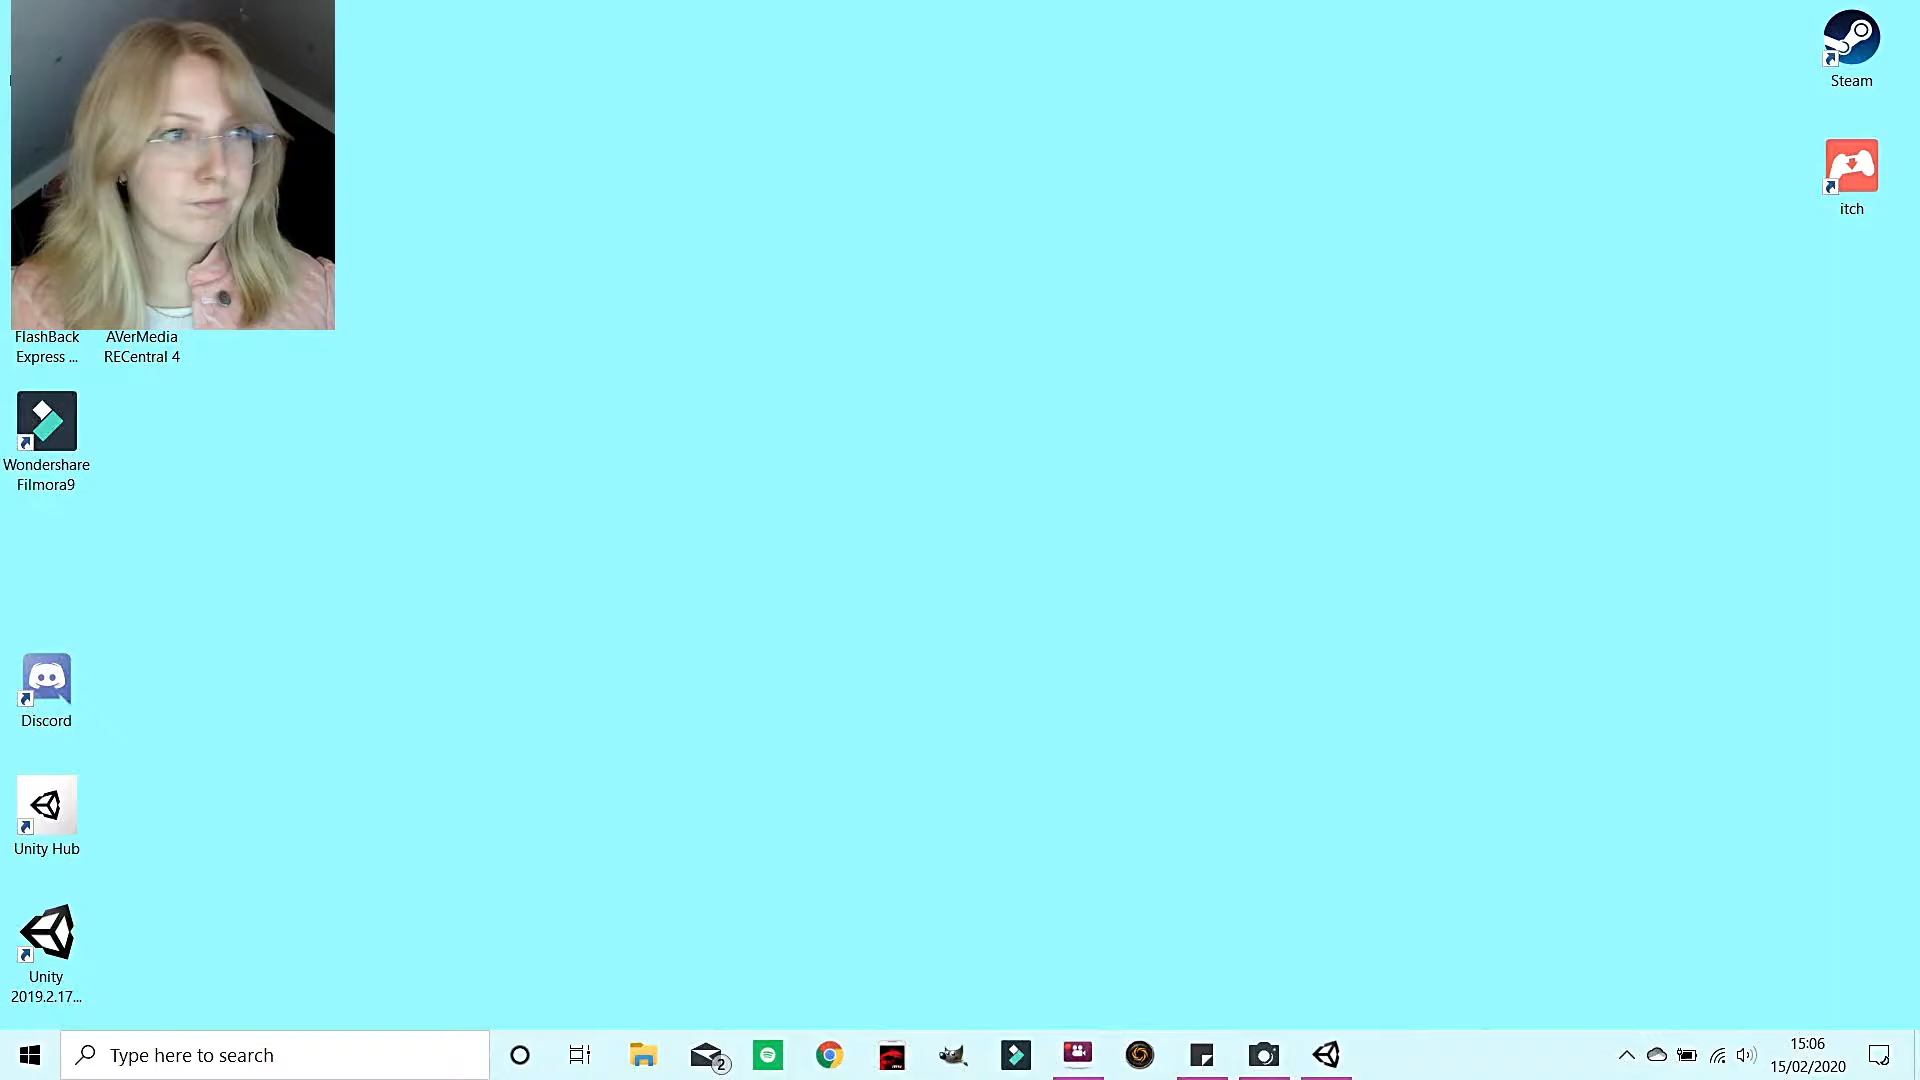 Steam
itch
FlashBack
Express ...
AVerMedia
RECentral 4
Wondershare
Filmora9
Discord
Unity Hub
Unity
2019.2.17...
Type here to search
2
15:06
15/02/2020